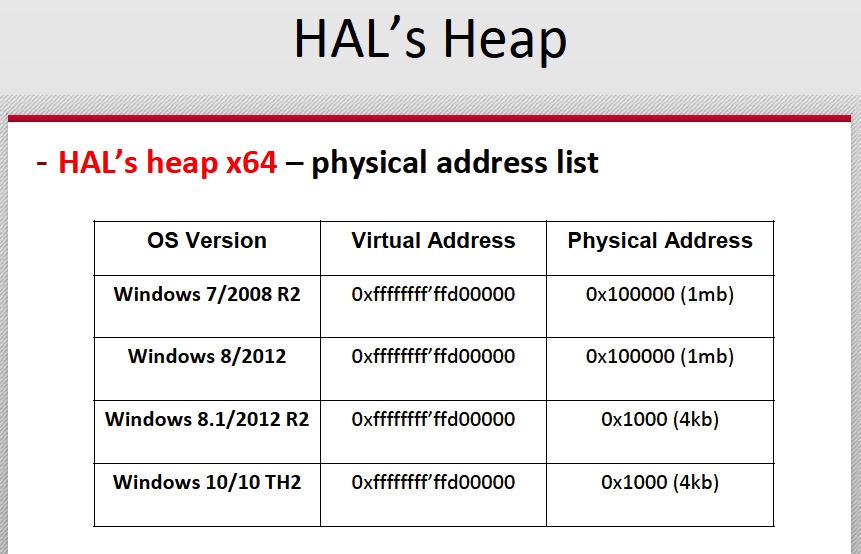 HAL’s Heap
- HAL’s heap x64 – physical address list
OS Version Virtual Address Physical Address
Windows 7/2008 R2 0xffffffff’ffd00000 0x100000 (1mb)
Windows 8/2012 0xffffffff’ffd00000 0x100000 (1mb)
Windows 8.1/2012 R2 0xffffffff’ffd00000 0x1000 (4kb)
Windows 10/10 TH2 0xffffffff’ffd00000 0x1000 (4kb)